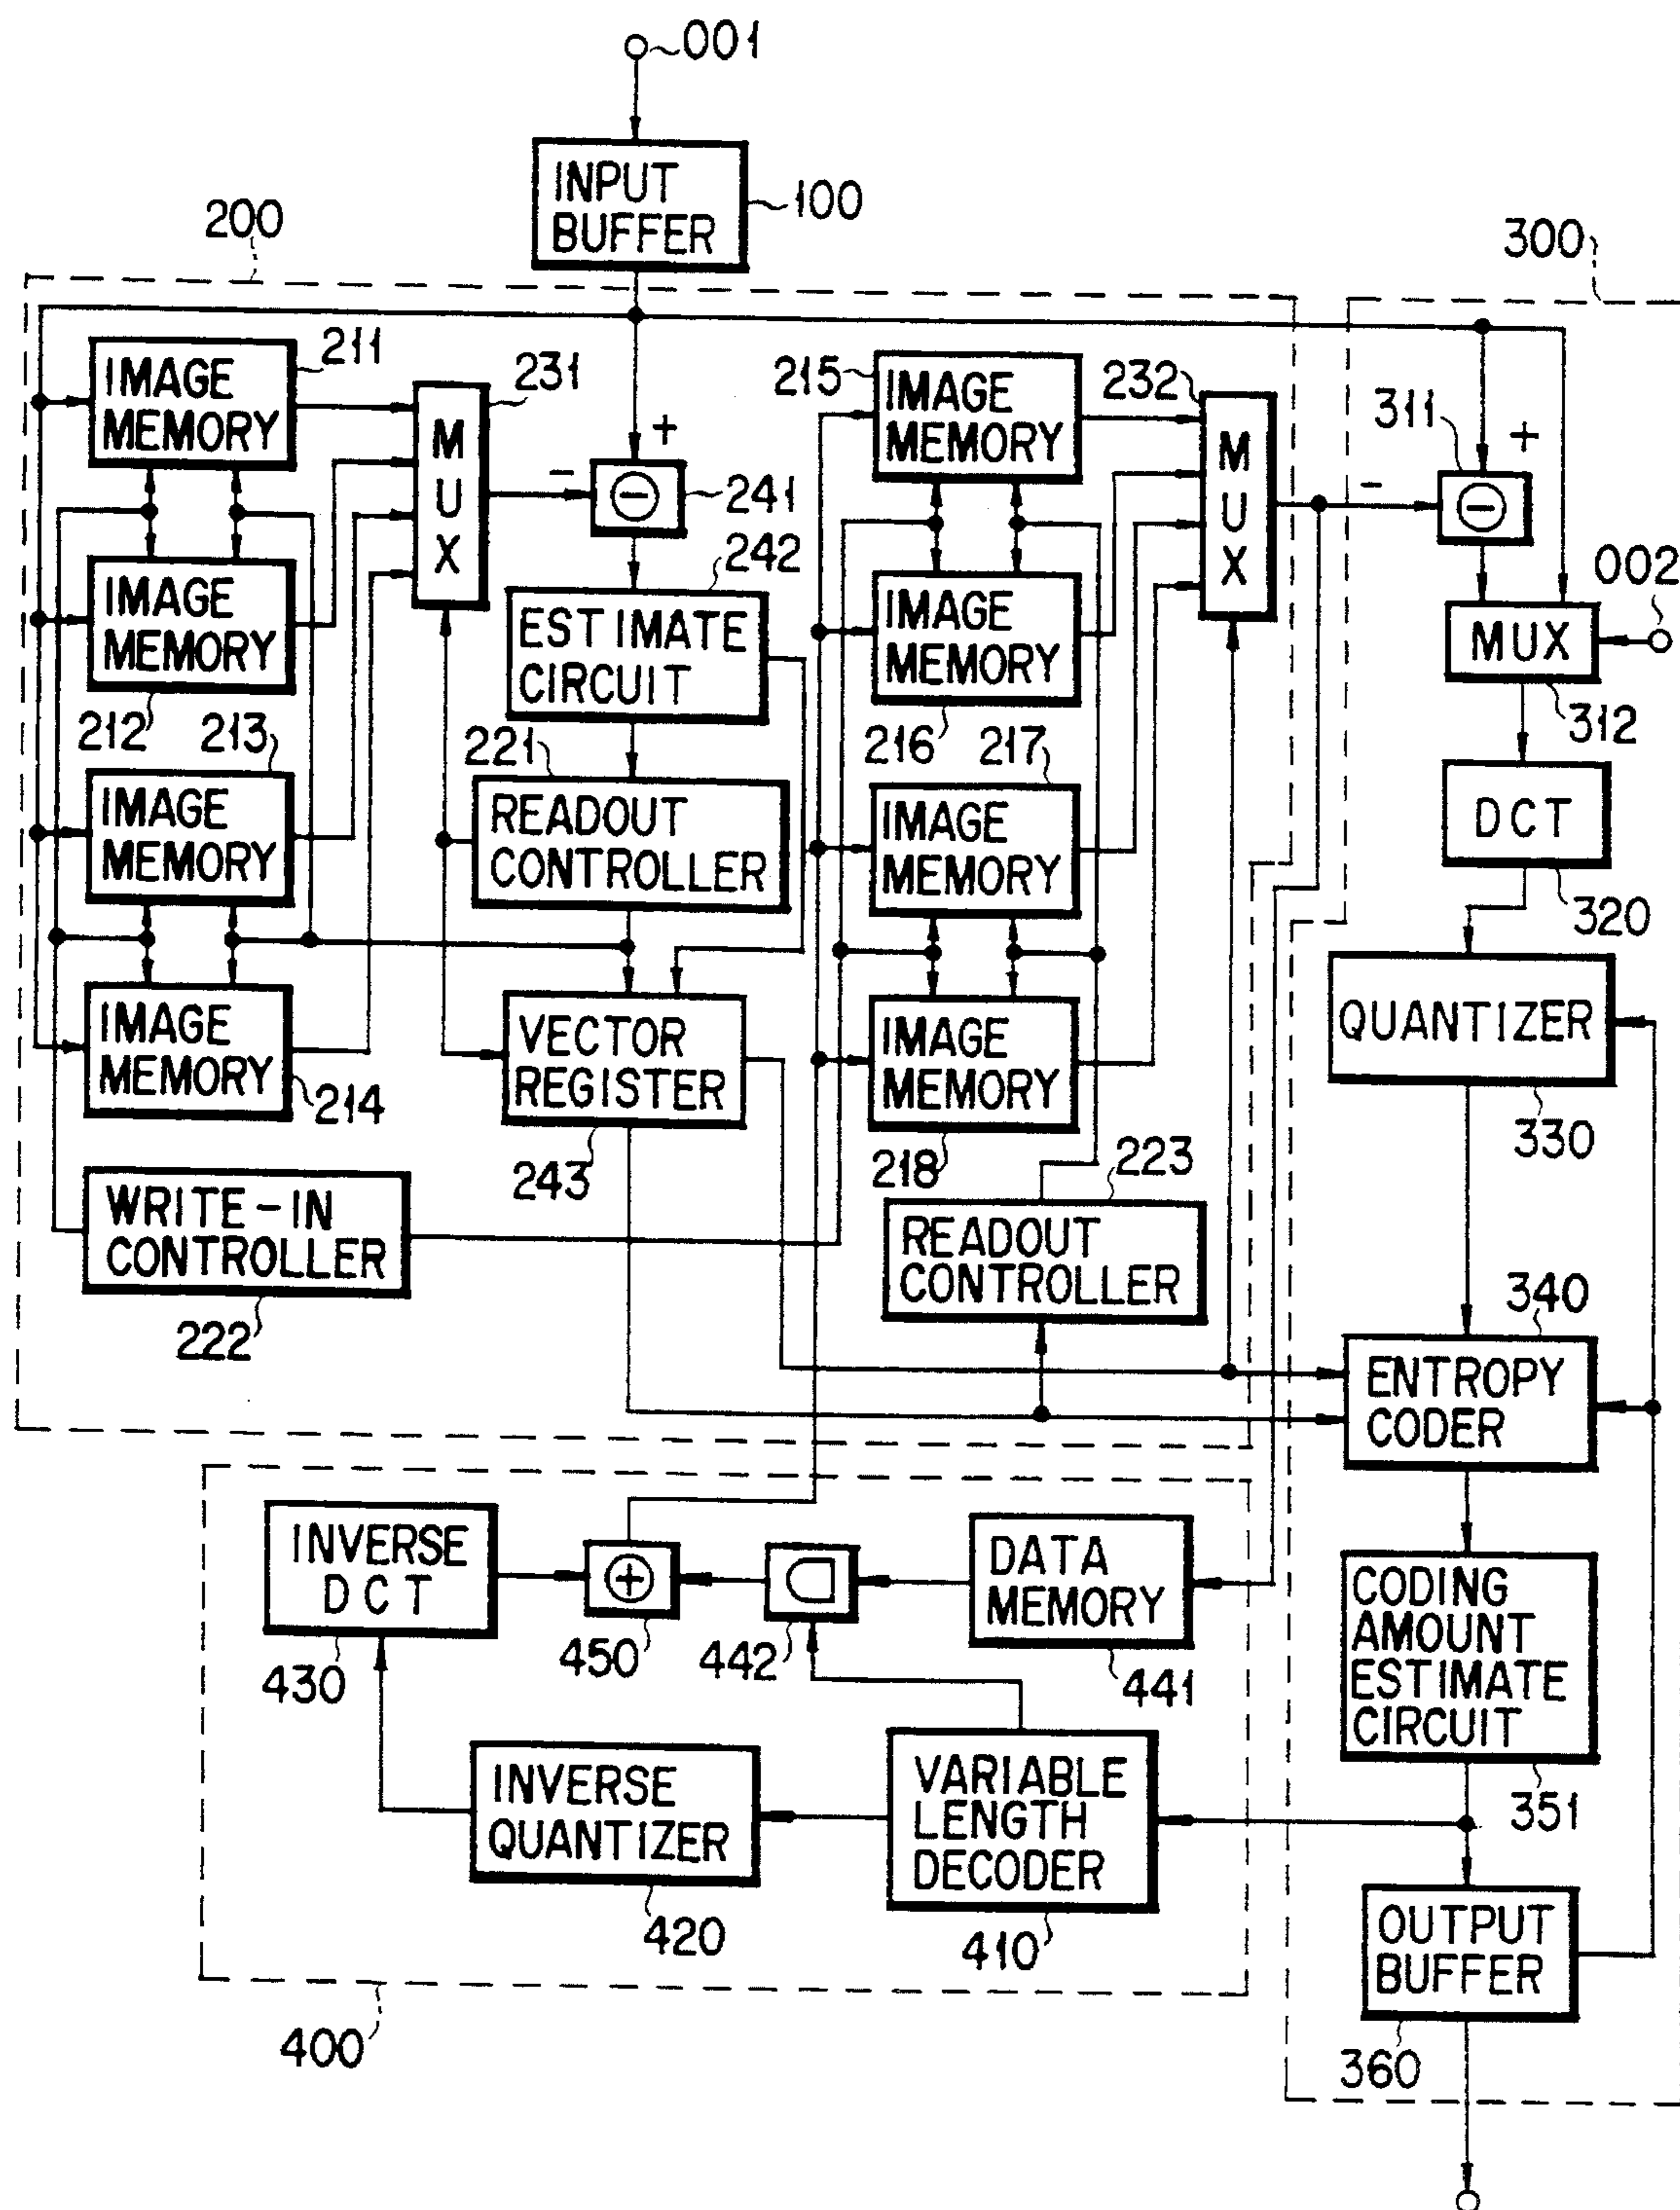 001
INPUT
BUFFER
100
200
300
IMAGE
MEMORY
211
MUX
231
+
-
241
215
IMAGE
MEMORY
232
MUX
311
+
-
002
IMAGE
MEMORY
212
242
ESTIMATE
CIRCUIT
IMAGE
MEMORY
216
MUX
312
213
IMAGE
MEMORY
221
READOUT
CONTROLLER
217
IMAGE
MEMORY
DCT
320
IMAGE
MEMORY
214
VECTOR
REGISTER
243
IMAGE
MEMORY
218
QUANTIZER
330
WRITE-IN
CONTROLLER
222
223
READOUT
CONTROLLER
340
ENTROPY
CODER
INVERSE
DCT
430
+
450
442
DATA
MEMORY
441
CODING
AMOUNT
ESTIMATE
CIRCUIT
351
INVERSE
QUANTIZER
420
VARIABLE
LENGTH
DECODER
410
OUTPUT
BUFFER
360
400